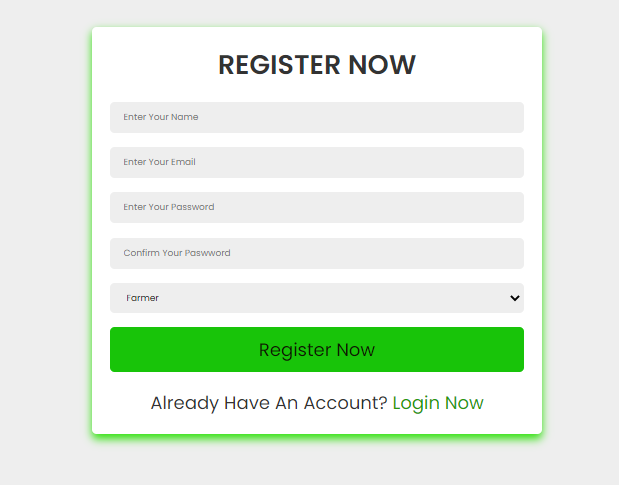 REGISTER NOW
Enter Your Name
Enter Your Email
Enter Your Password
Confirm Your Paswword
Farmer
Register Now
Already Have An Account? Login Now